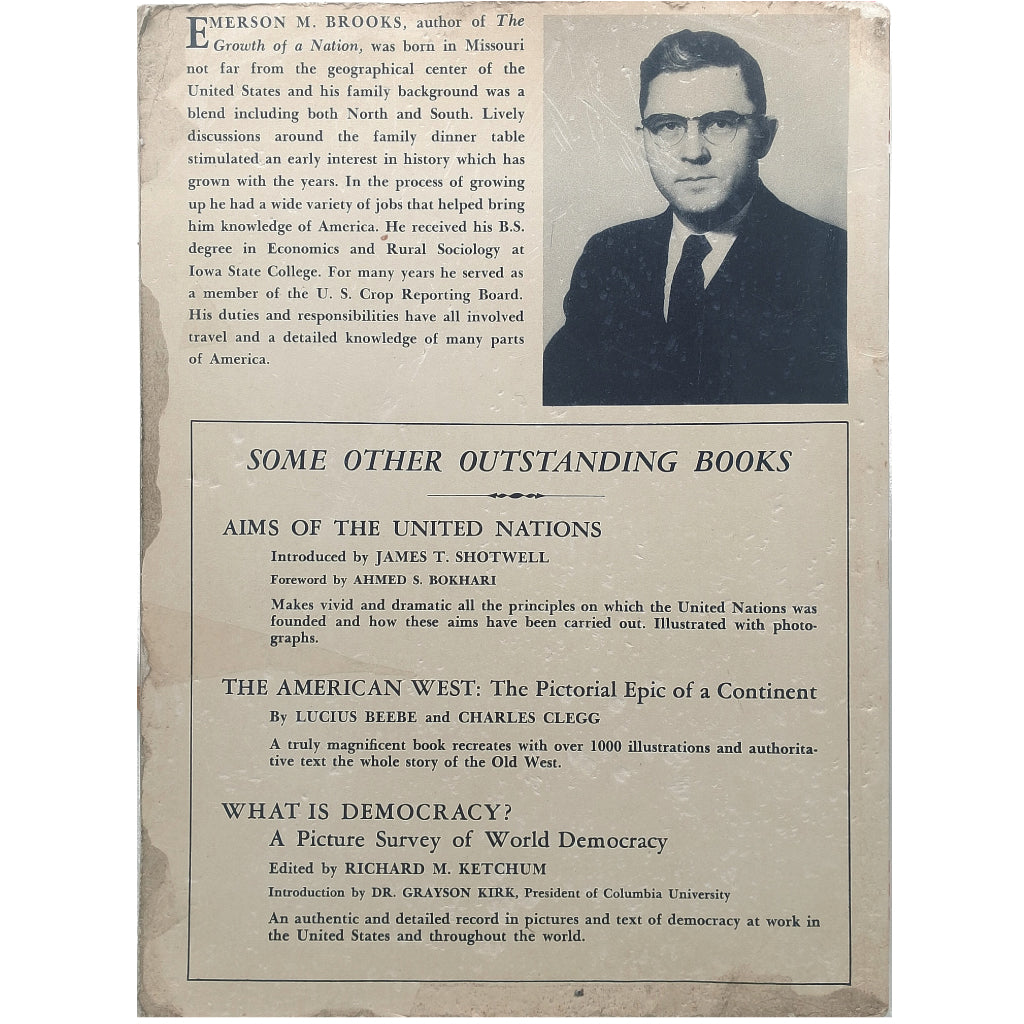 EMERSON M. BROOKS, author of The
Growth of a Nation, was born in Missouri
not far from the geographical center of the
United States and his family background was a
blend including both North and South. Lively
discussions around the family dinner table
stimulated an early interest in history which has
grown with the years. In the process of growing
up he had a wide variety of jobs that helped bring
him knowledge of America. He received his B.S.
degree in Economics and Rural Sociology at
Iowa State College. For many years he served as
a member of the U. S. Crop Reporting Board.
His duties and responsibilities have all involved
travel and a detailed knowledge of many parts
of America.
SOME OTHER OUTSTANDING BOOKS
AIMS OF THE UNITED NATIONS
Introduced by JAMES T. SHOTWELL
Foreword by AHMED S. BOKHARI
Makes vivid and dramatic all the principles on which the United Nations was
founded and how these aims have been carried out. Illustrated with photo-
graphs.
THE AMERICAN WEST: The Pictorial Epic of a Continent
By LUCIUS BEEBE and CHARLES CLEGG
A truly magnificent book recreates with over 1000 illustrations and authorita-
tive text the whole story of the Old West.
WHAT IS DEMOCRACY?
A Picture Survey of World Democracy
Edited by RICHARD M. KETCHUM
Introduction by DR. GRAYSON KIRK, President of Columbia University
An authentic and detailed record in pictures and text of democracy at work in
the United States and throughout the world.